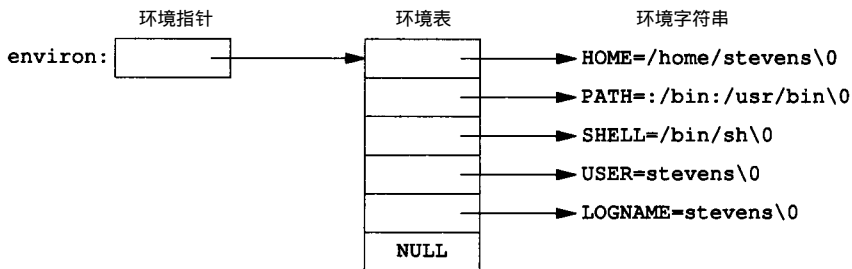 环境指针 环境表 环境字符串
environ: HOME=/home/stevens\0
PATH=:/bin:/usr/bin\0
SHELL=/bin/sh\0
USER=stevens\0
LOGNAME=stevens\0
NULL